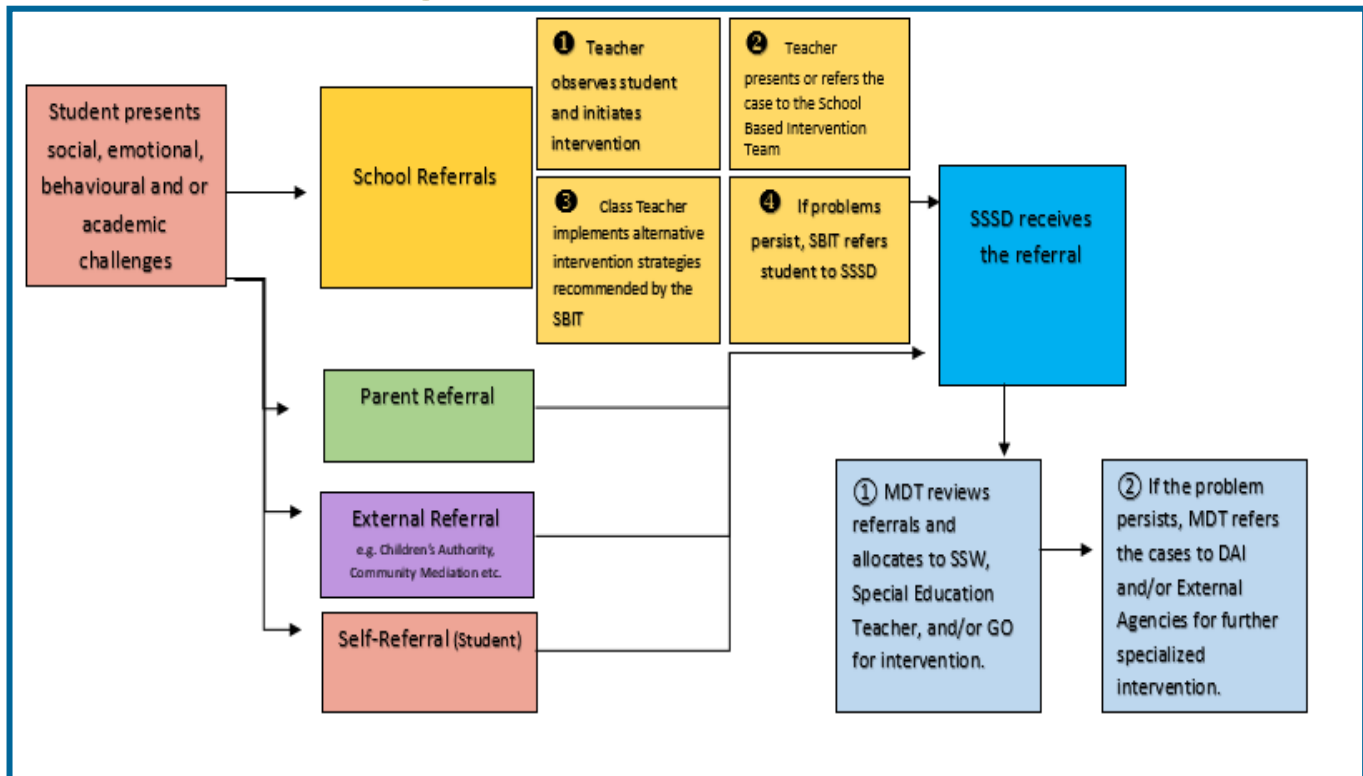 Student presents
social, emotional,
behavioural and or
academic
challenges
School Referrals
❶ Teacher
observes student
and initiates
intervention
❷ Teacher
presents or refers the
case to the School
Based Intervention
Team
❸ Class Teacher
implements alternative
intervention strategies
recommended by the
SBIT
❹ If problems
persist, SBIT refers
student to SSSD
SSSD receives
the referral
Parent Referral
External Referral
e.g. Children's Authority,
Community Mediation etc.
Self-Referral (Student)
① MDT reviews
referrals and
allocates to SSW,
Special Education
Teacher, and/or GO
for intervention.
② If the problem
persists, MDT refers
the cases to DAI
and/or External
Agencies for further
specialized
intervention.